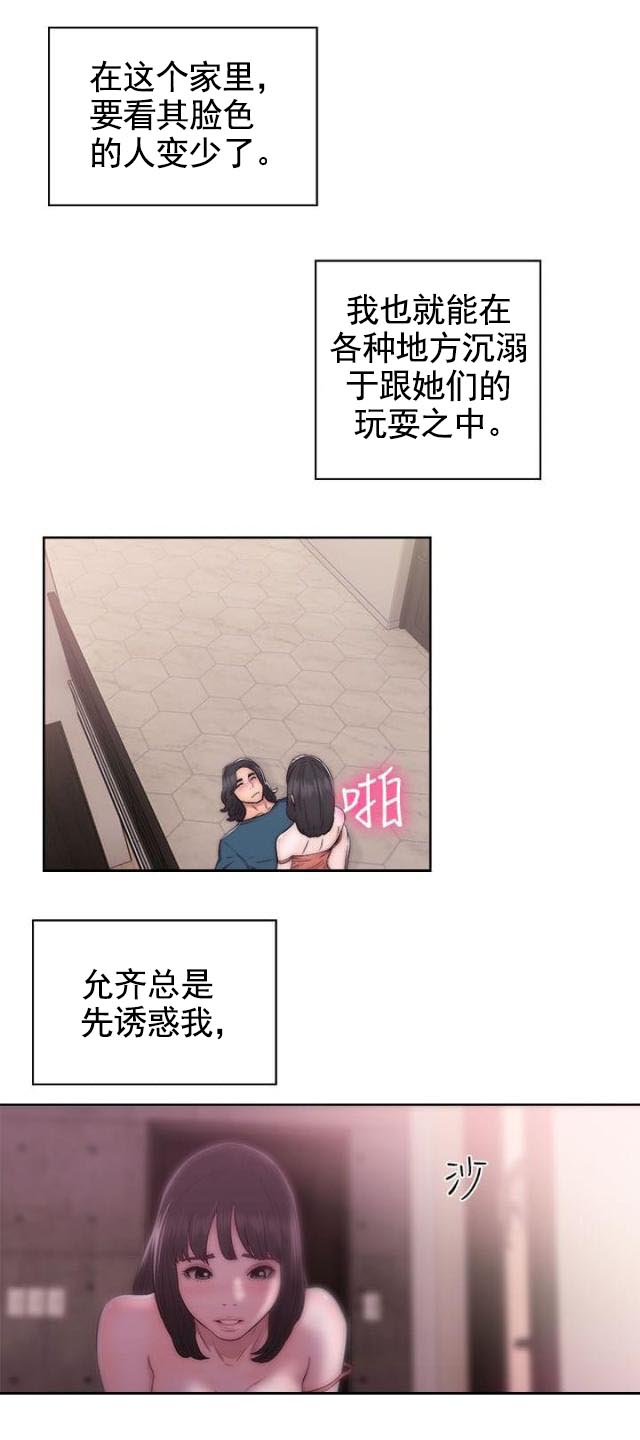 在这个家里，
要看其脸色
的人变少了。
我也就能在
各种地方沉溺
于跟她们的
玩耍之中。
啪
允齐总是
先诱惑我，
沙